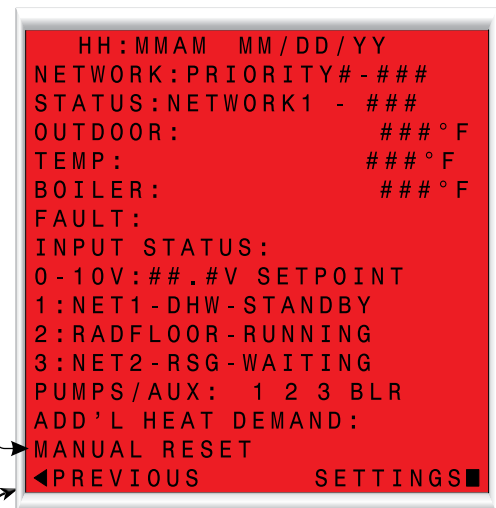 HH:MMAM MM/DD/YY
NETWORK:PRIORITY#-###
STATUS:NETWORK1 - ###
OUTDOOR: ###°F
TEMP: ###°F
BOILER: ###°F
FAULT:
INPUT STATUS:
0-10V:##.#V SETPOINT
1:NET1-DHW-STANDBY
2:RADFLOOR-RUNNING
3:NET2-RSG-WAITING
PUMPS/AUX: 1 2 3 BLR
ADD'L HEAT DEMAND:
MANUAL RESET
◀PREVIOUS SETTINGS■